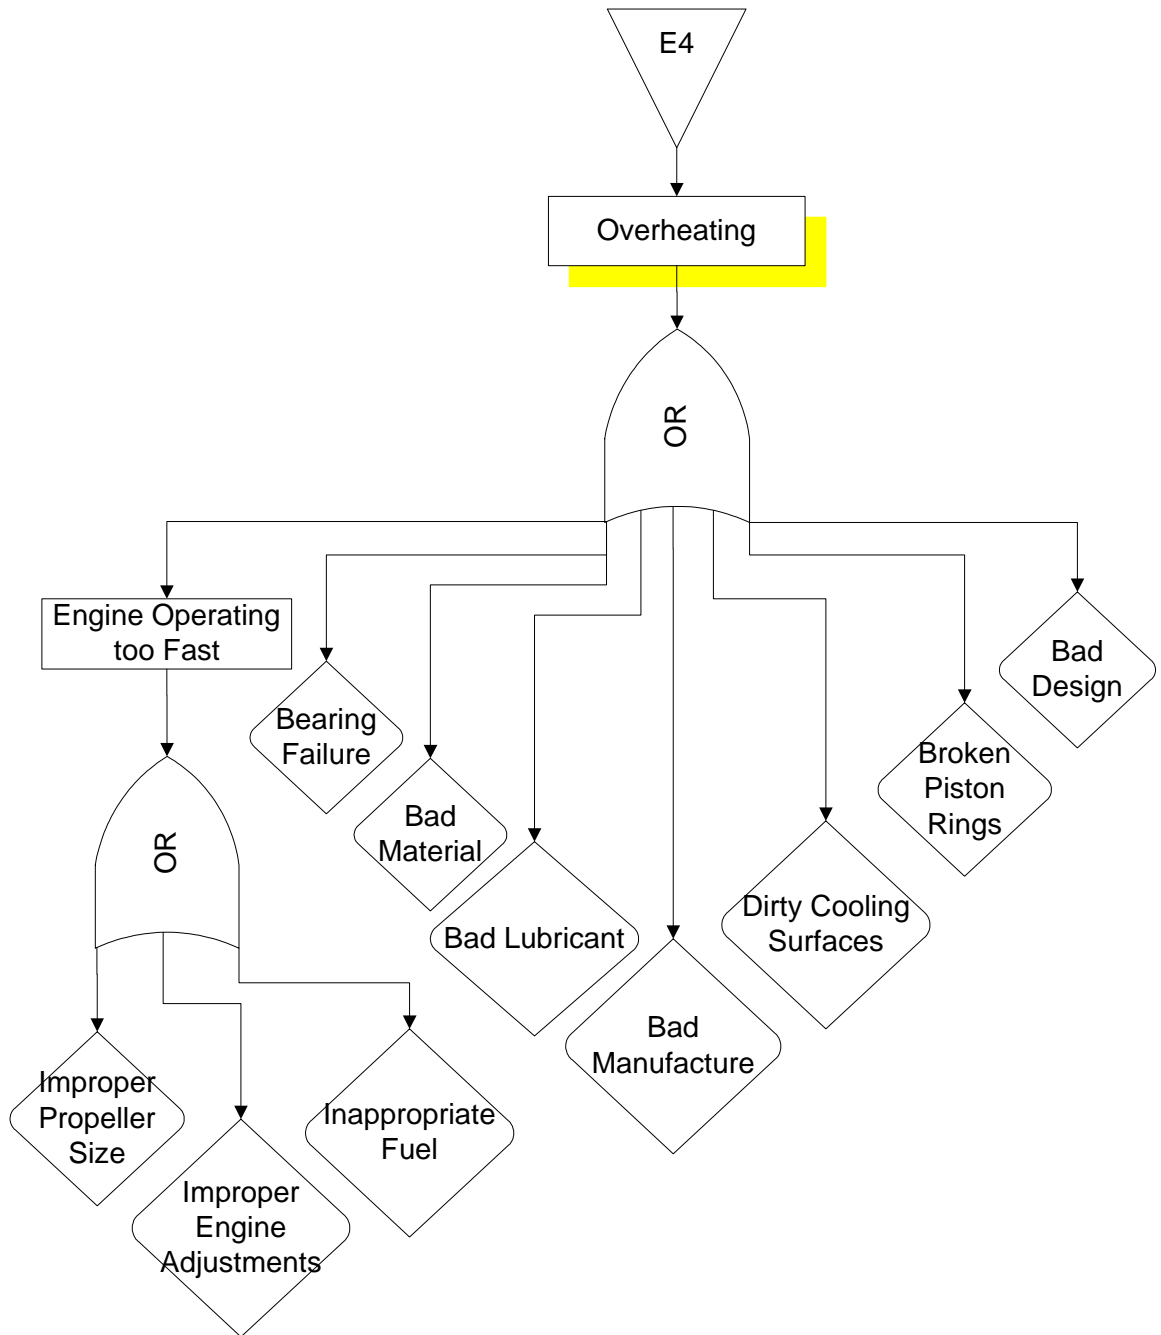 E4
Overheating
OR
Engine Operating
too Fast
Bearing
Failure
Bad
Material
Bad Lubricant
Bad
Manufacture
Dirty Cooling
Surfaces
Broken
Piston
Rings
Bad
Design
OR
Improper
Propeller
Size
Improper
Engine
Adjustments
Inappropriate
Fuel